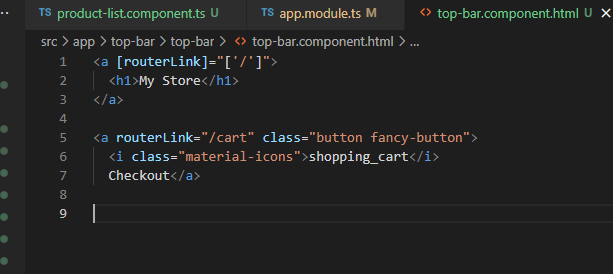 TS product-list.component.ts U TS app.module.ts M <> top-bar.component.html U ×
src > app > top-bar > top-bar > <> top-bar.component.html > ...
1 <a [routerLink]="['/']">
2 <h1>My Store</h1>
3 </a>
4
5 <a routerLink="/cart" class="button fancy-button">
6 <i class="material-icons">shopping_cart</i>
7 Checkout</a>
8
9